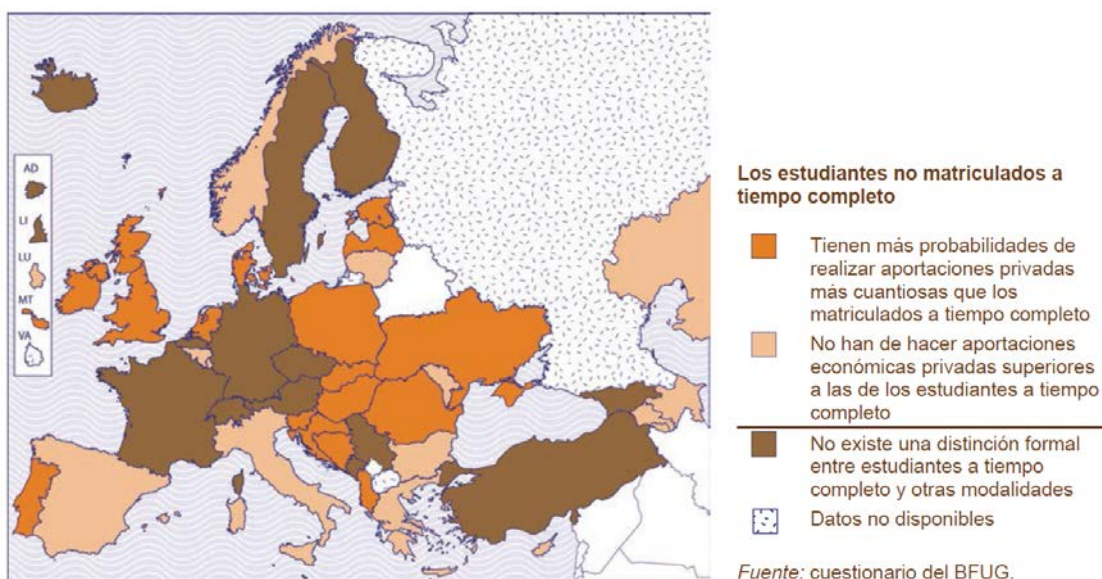 AD
LI
LU
MT
VA
Los estudiantes no matriculados a
tiempo completo
Tienen más probabilidades de
realizar aportaciones privadas
más cuantiosas que los
matriculados a tiempo completo
No han de hacer aportaciones
económicas privadas superiores
a las de los estudiantes a tiempo
completo
No existe una distinción formal
entre estudiantes a tiempo
completo y otras modalidades
Datos no disponibles
Fuente: cuestionario del BFUG.